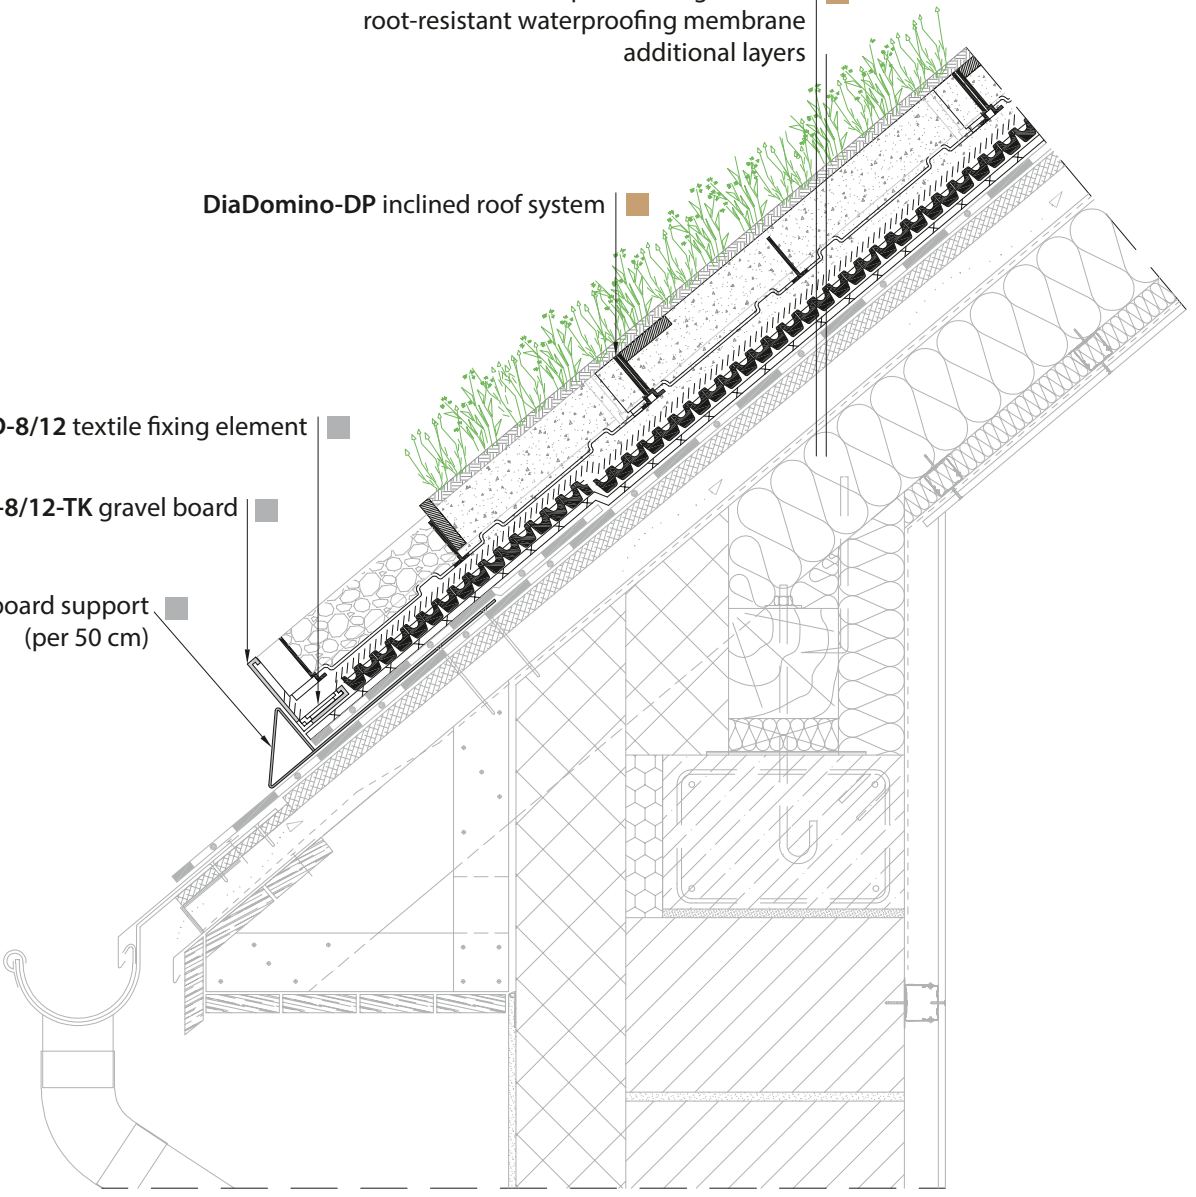 root-resistant waterproofing membrane
additional layers
DiaDomino-DP inclined roof system
-8/12 textile fixing element
-8/12-TK gravel board
board support
(per 50 cm)